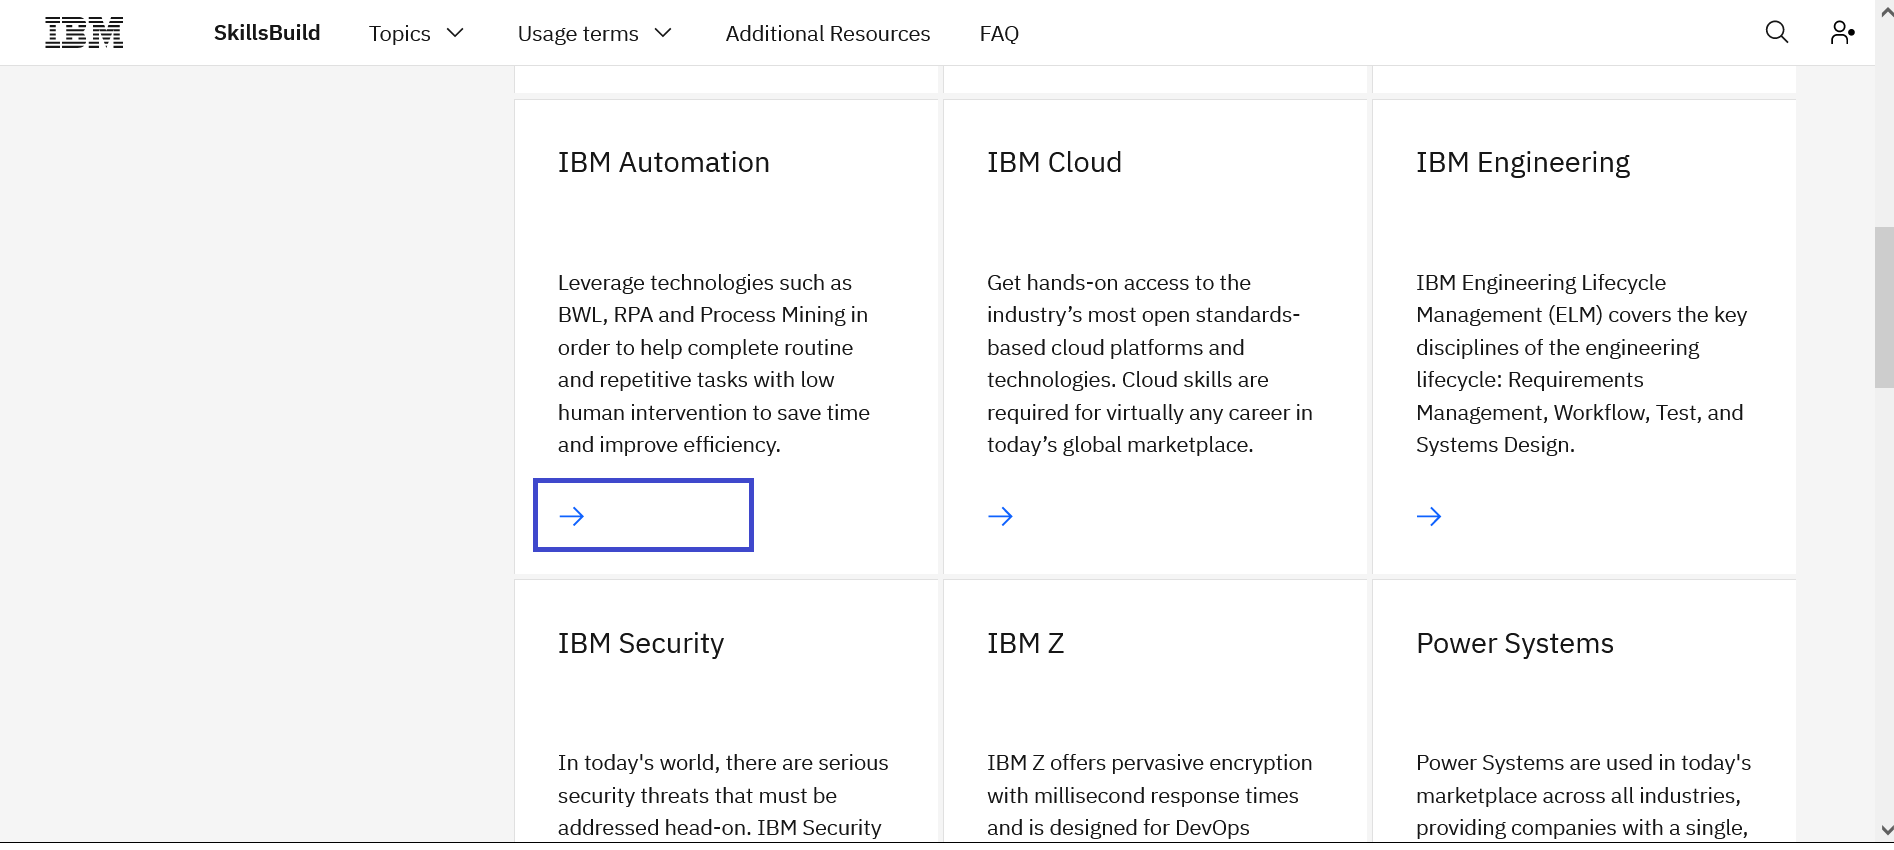 IBM SkillsBuild Topics Usage terms Additional Resources FAQ
IBM Automation
Leverage technologies such as
BWL, RPA and Process Mining in
order to help complete routine
and repetitive tasks with low
human intervention to save time
and improve efficiency.
IBM Cloud
Get hands-on access to the
industry’s most open standards-
based cloud platforms and
technologies. Cloud skills are
required for virtually any career in
today’s global marketplace.
IBM Engineering
IBM Engineering Lifecycle
Management (ELM) covers the key
disciplines of the engineering
lifecycle: Requirements
Management, Workflow, Test, and
Systems Design.
IBM Security
In today's world, there are serious
security threats that must be
addressed head-on. IBM Security
IBM Z
IBM Z offers pervasive encryption
with millisecond response times
and is designed for DevOps
Power Systems
Power Systems are used in today's
marketplace across all industries,
providing companies with a single,